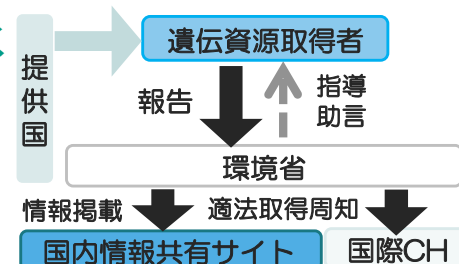 遺伝資源取得者
提供国
報告
指導
助言
環境省
情報掲載
適法取得周知
国内情報共有サイト
国際CH